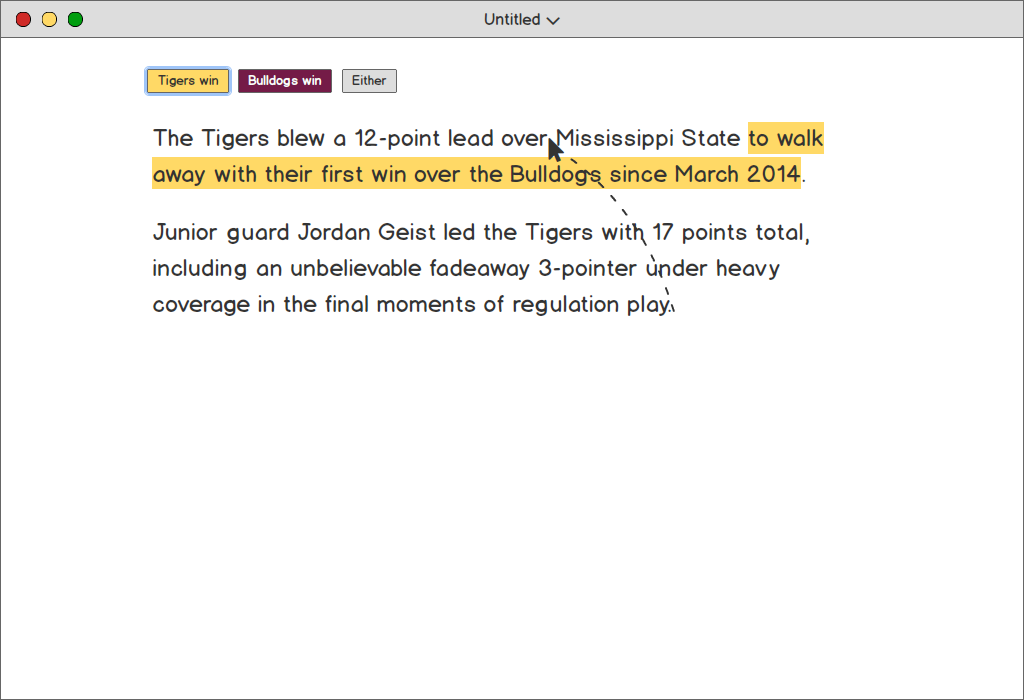 Untitled
Tigers win Bulldogs win Either
The Tigers blew a 12-point lead over Mississippi State to walk
away with their first win over the Bulldogs since March 2014.
Junior guard Jordan Geist led the Tigers with 17 points total,
including an unbelievable fadeaway 3-pointer under heavy
coverage in the final moments of regulation play.